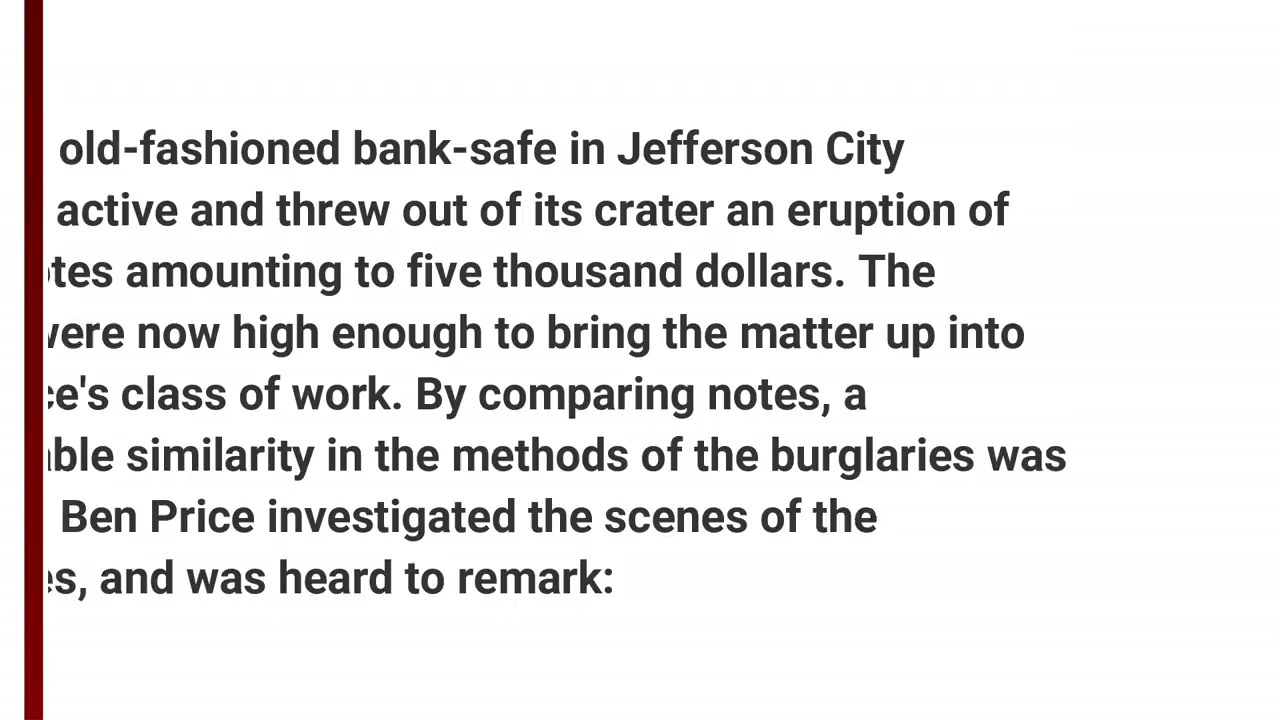 old-fashioned bank-safe in Jefferson City
active and threw out of its crater an eruption of
amounting to five thousand dollars. The
were now high enough to bring the matter up into
class of work. By comparing notes, a
similarity in the methods of the burglaries was
Ben Price investigated the scenes of the
and was heard to remark: